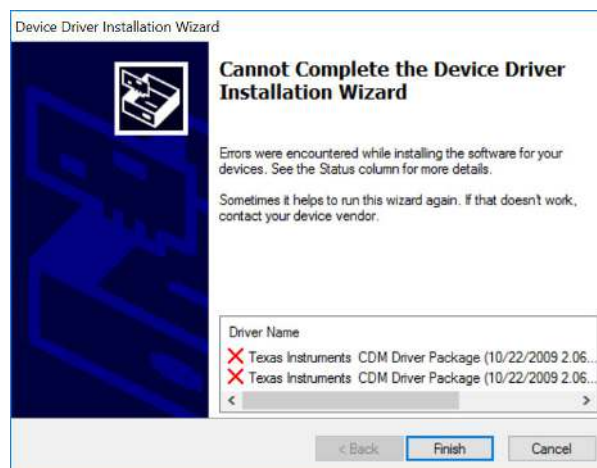 Device Driver Installation Wizard
Cannot Complete the Device Driver
Installation Wizard
Errors were encountered while installing the software for your
devices. See the Status column for more details.
Sometimes it helps to run this wizard again. If that doesn't work,
contact your device vendor.
Driver Name
Texas Instruments CDM Driver Package (10/22/2009 2.06...
Texas Instruments CDM Driver Package (10/22/2009 2.06...
< Back
Finish
Cancel